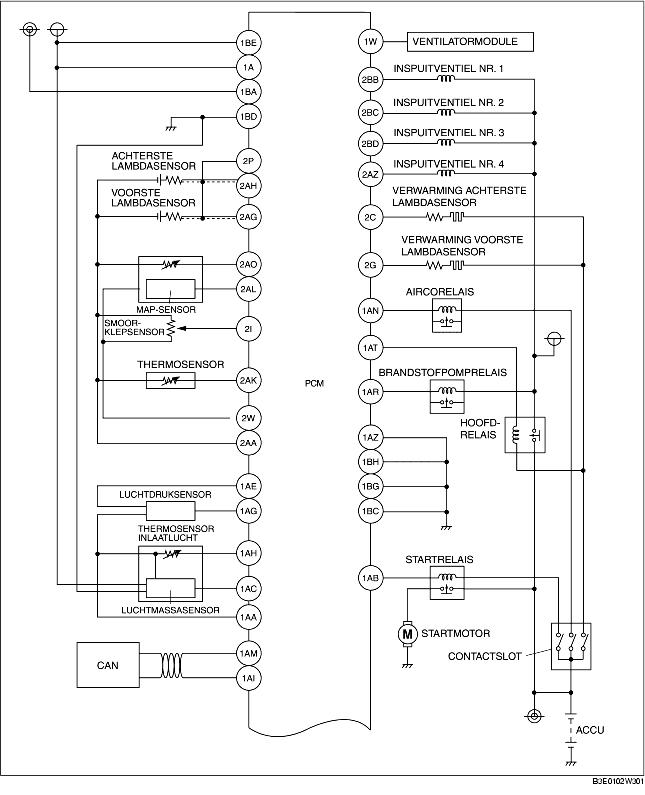 1BE
1A
1BA
1BD
ACHTERSTE
LAMBDASENSOR
2P
2AH
VOORSTE
LAMBDASENSOR
2AG
2AO
2AL
MAP-SENSOR
SMOOR-
KLEPSENSOR
2I
THERMOSENSOR
2AK
2W
2AA
1AE
LUCHTDRUKSENSOR
1AG
THERMOSENSOR
INLAATLUCHT
1AH
1AC
LUCHTMASSASENSOR
1AA
CAN
1AM
1AI
PCM
1W
VENTILATORMODULE
INSPUITVENTIEL NR. 1
2BB
INSPUITVENTIEL NR. 2
2BC
INSPUITVENTIEL NR. 3
2BD
INSPUITVENTIEL NR. 4
2AZ
VERWARMING ACHTERSTE
LAMBDASENSOR
2C
VERWARMING VOORSTE
LAMBDASENSOR
2G
AIRCORELAIS
1AN
1AT
BRANDSTOFPOMPRELAIS
1AR
HOOFD-
RELAIS
1AZ
1BH
1BG
1BC
STARTRELAIS
1AB
M
STARTMOTOR
CONTACTSLOT
ACCU
B3E0102W301